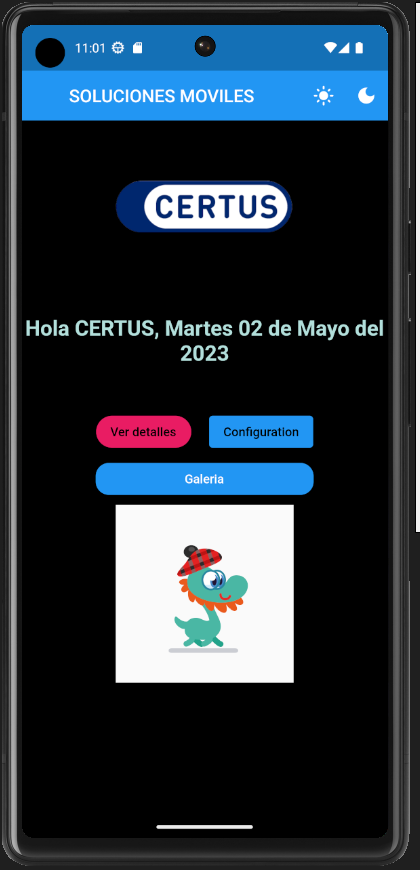 11:01
SOLUCIONES MOVILES
CERTUS
Hola CERTUS, Martes 02 de Mayo del
2023
Ver detalles Configuration
Galeria